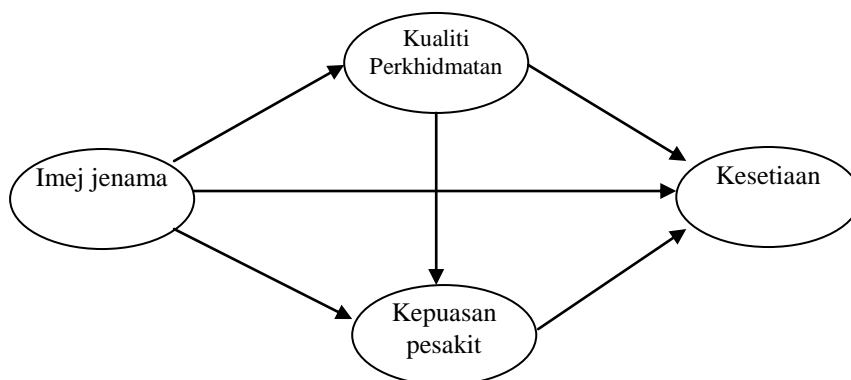 Kualiti
Perkhidmatan
Imej jenama
Kesetiaan
Kepuasan
pesakit